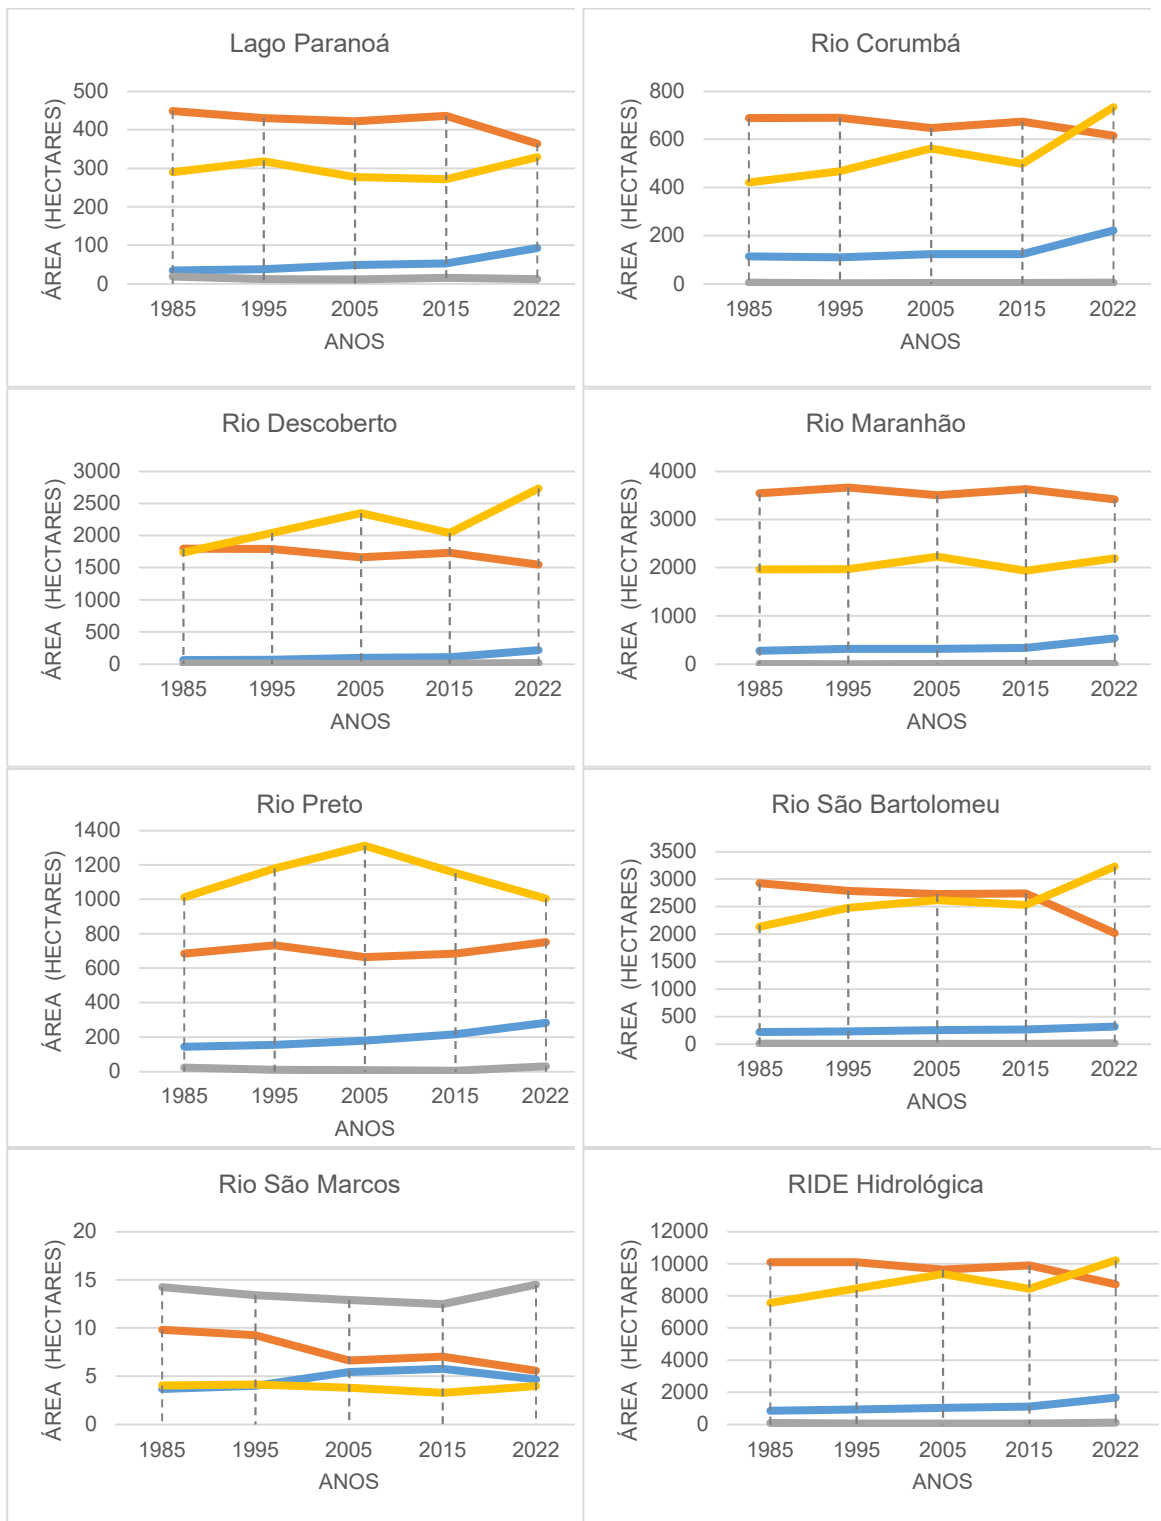 Lago Paranoá
ÁREA (HECTARES)
500
400
300
200
100
0
1985 1995 2005 2015 2022
ANOS
Rio Corumbá
ÁREA (HECTARES)
800
600
400
200
0
1985 1995 2005 2015 2022
ANOS
Rio Descoberto
ÁREA (HECTARES)
3000
2500
2000
1500
1000
500
0
1985 1995 2005 2015 2022
ANOS
Rio Maranhão
ÁREA (HECTARES)
4000
3000
2000
1000
0
1985 1995 2005 2015 2022
ANOS
Rio Preto
ÁREA (HECTARES)
1400
1200
1000
800
600
400
200
0
1985 1995 2005 2015 2022
ANOS
Rio São Bartolomeu
ÁREA (HECTARES)
3500
3000
2500
2000
1500
1000
500
0
1985 1995 2005 2015 2022
ANOS
Rio São Marcos
ÁREA (HECTARES)
20
15
10
5
0
1985 1995 2005 2015 2022
ANOS
RIDE Hidrológica
ÁREA (HECTARES)
12000
10000
8000
6000
4000
2000
0
1985 1995 2005 2015 2022
ANOS